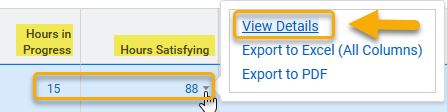 Hours in
Progress
Hours Satisfying
15
88
View Details
Export to Excel (All Columns)
Export to PDF